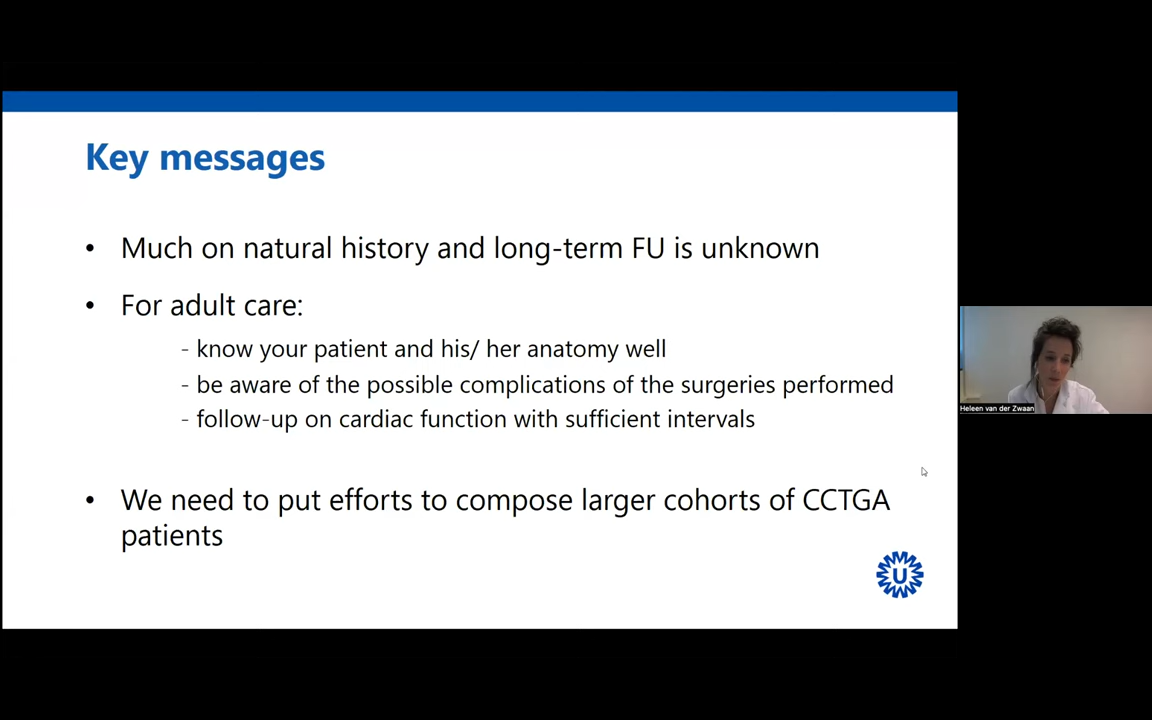 Key messages
• Much on natural history and long-term FU is unknown
• For adult care:
- know your patient and his/ her anatomy well
- be aware of the possible complications of the surgeries performed
- follow-up on cardiac function with sufficient intervals
• We need to put efforts to compose larger cohorts of CCTGA
patients
U
Heleen van der Zwaan